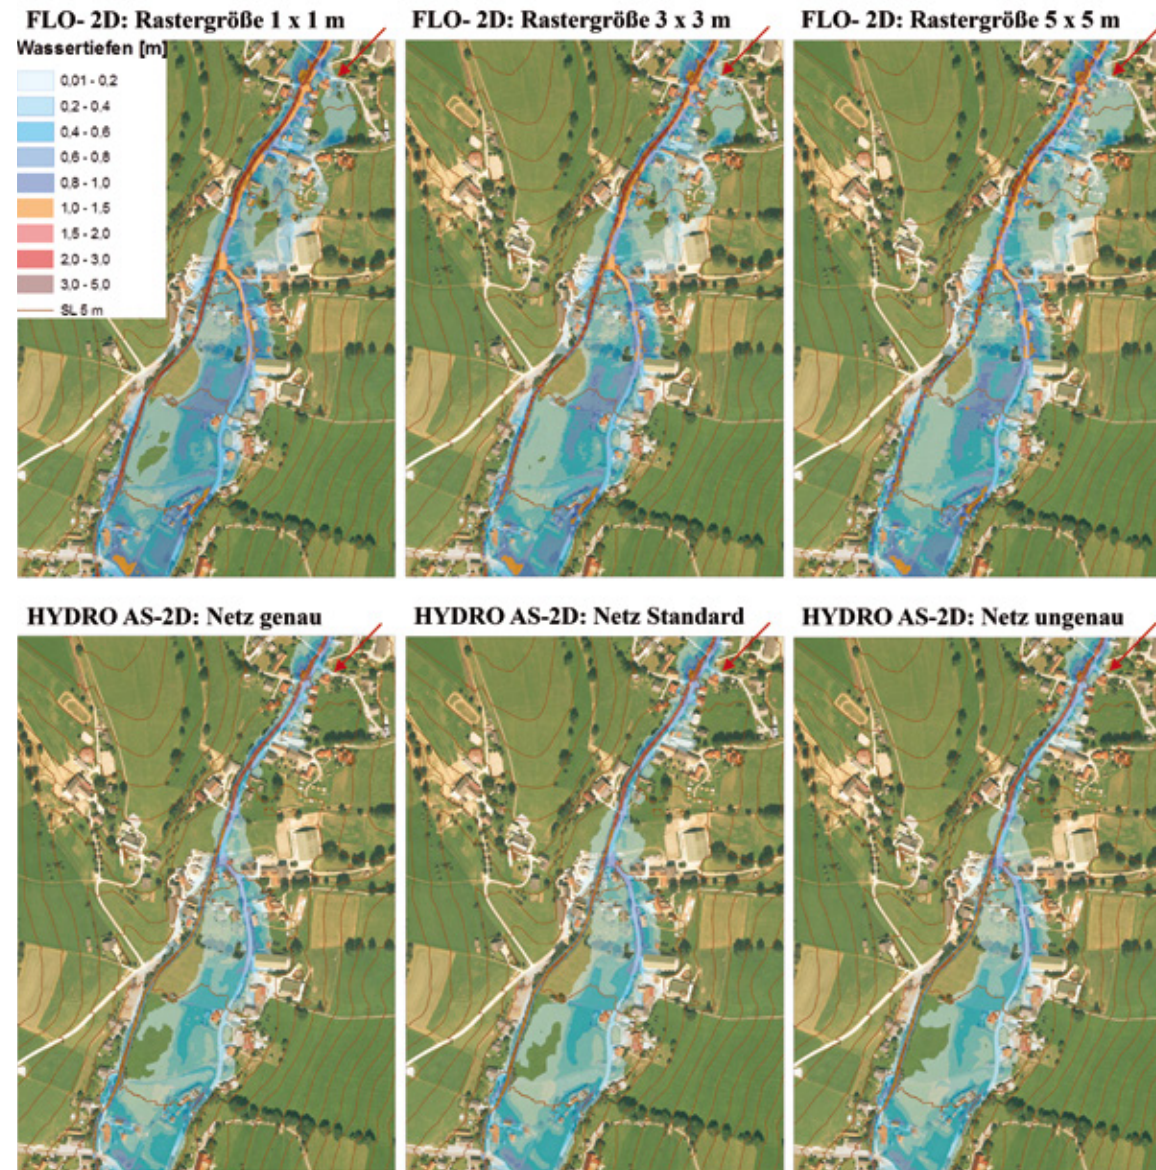 FLO- 2D: Rastergröße 1 x 1 m
FLO- 2D: Rastergröße 3 x 3 m
FLO- 2D: Rastergröße 5 x 5 m
Wassertiefen [m]
0,01 - 0,2
0,2 - 0,4
0,4 - 0,6
0,6 - 0,8
0,8 - 1,0
1,0 - 1,5
1,5 - 2,0
2,0 - 3,0
3,0 - 5,0
SL 5 m
HYDRO AS-2D: Netz genau
HYDRO AS-2D: Netz Standard
HYDRO AS-2D: Netz ungenau